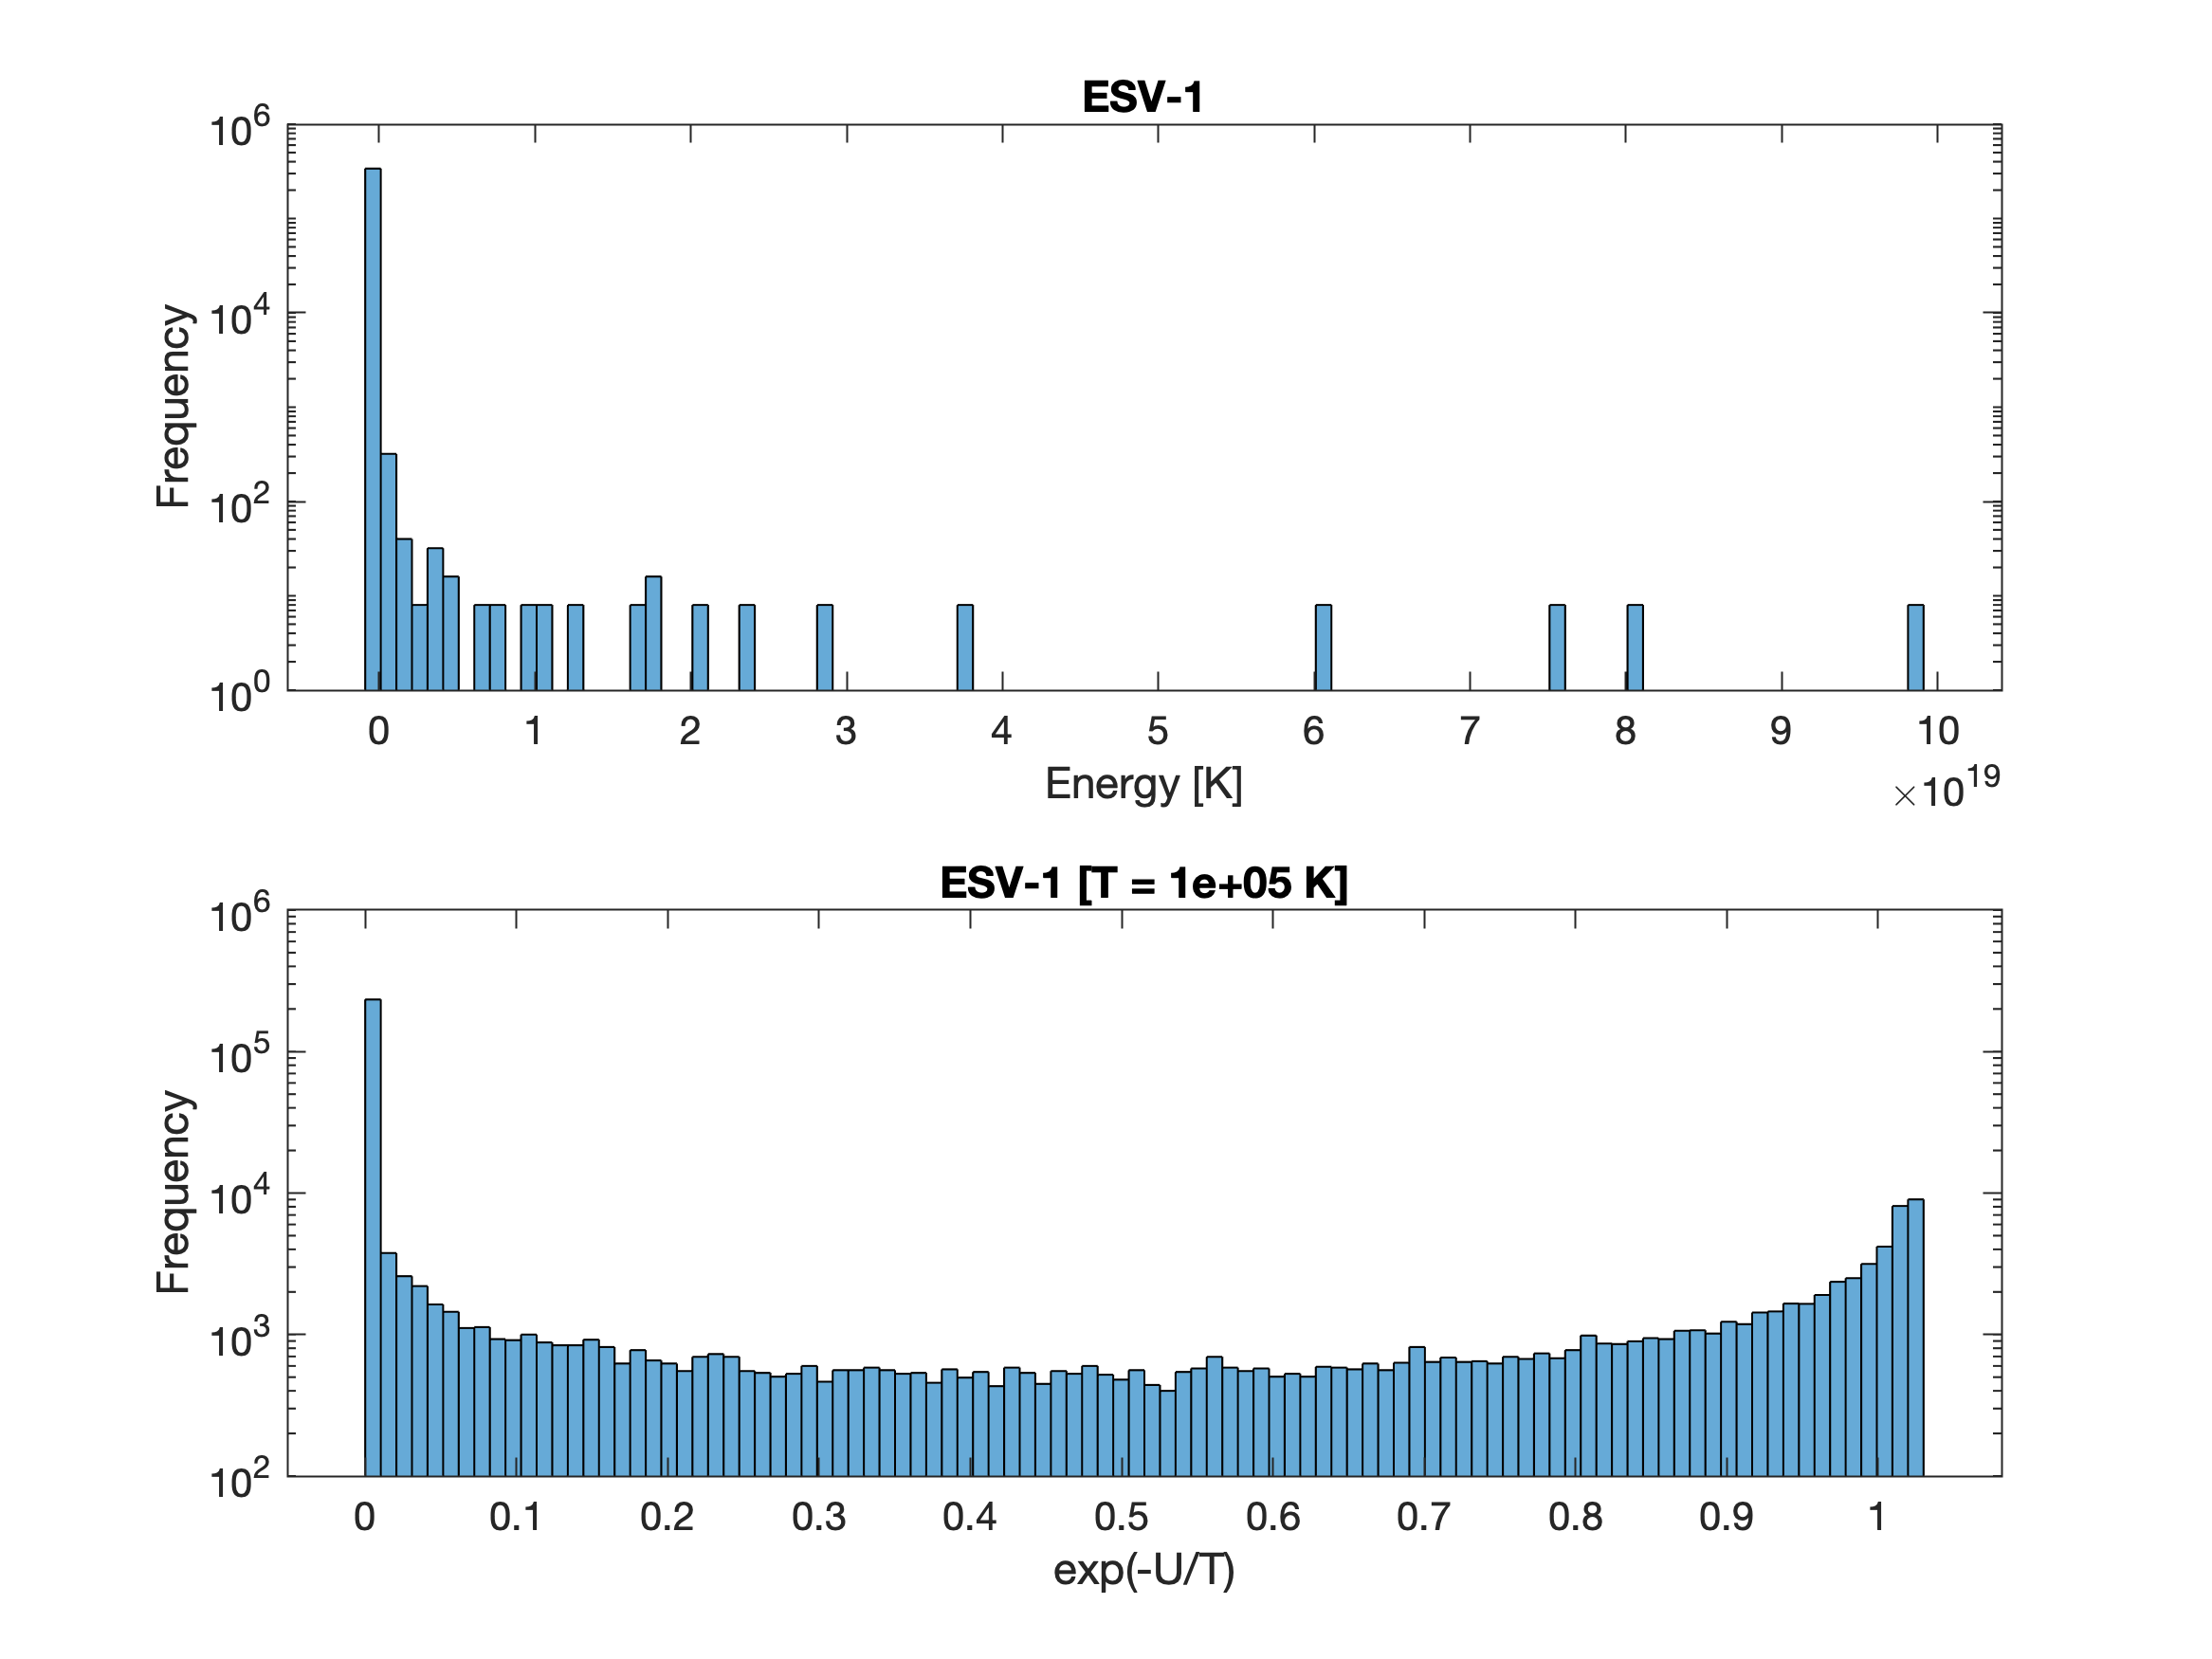 ESV-1
Frequency
10^6
10^4
10^2
10^0
0 1 2 3 4 5 6 7 8 9 10
Energy [K]
×10^19
ESV-1 [T = 1e+05 K]
Frequency
10^6
10^5
10^4
10^3
10^2
0 0.1 0.2 0.3 0.4 0.5 0.6 0.7 0.8 0.9 1
exp(-U/T)